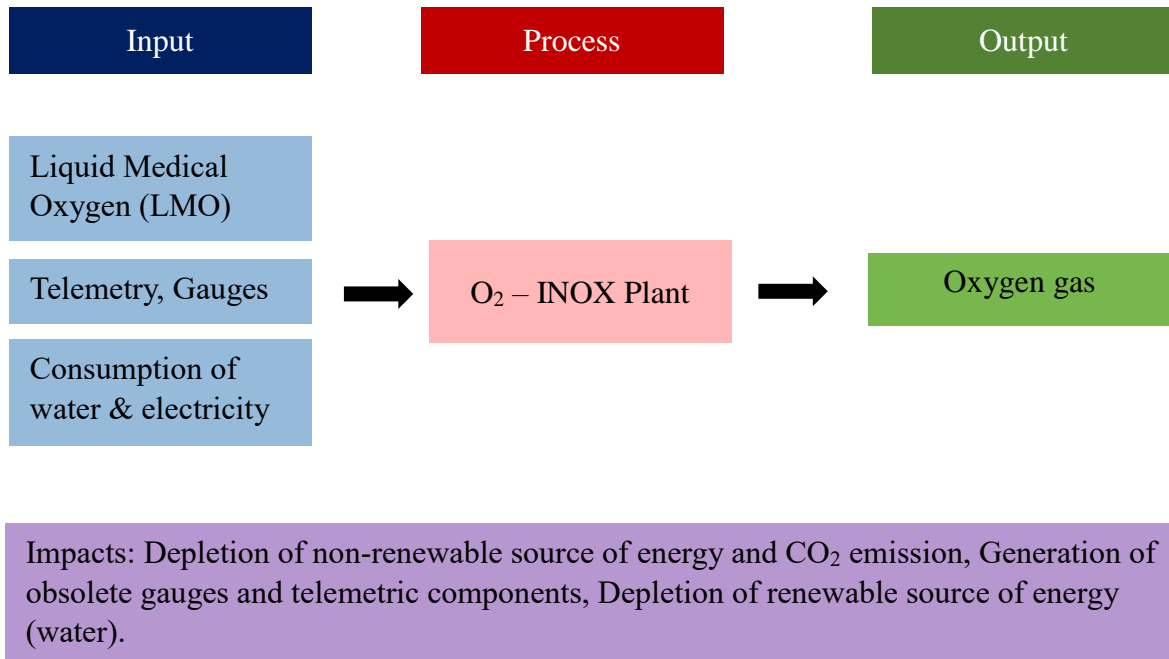 Input
Process
Output
Liquid Medical
Oxygen (LMO)
Telemetry, Gauges
Consumption of
water & electricity
O₂ – INOX Plant
Oxygen gas
Impacts: Depletion of non-renewable source of energy and CO₂ emission, Generation of
obsolete gauges and telemetric components, Depletion of renewable source of energy
(water).